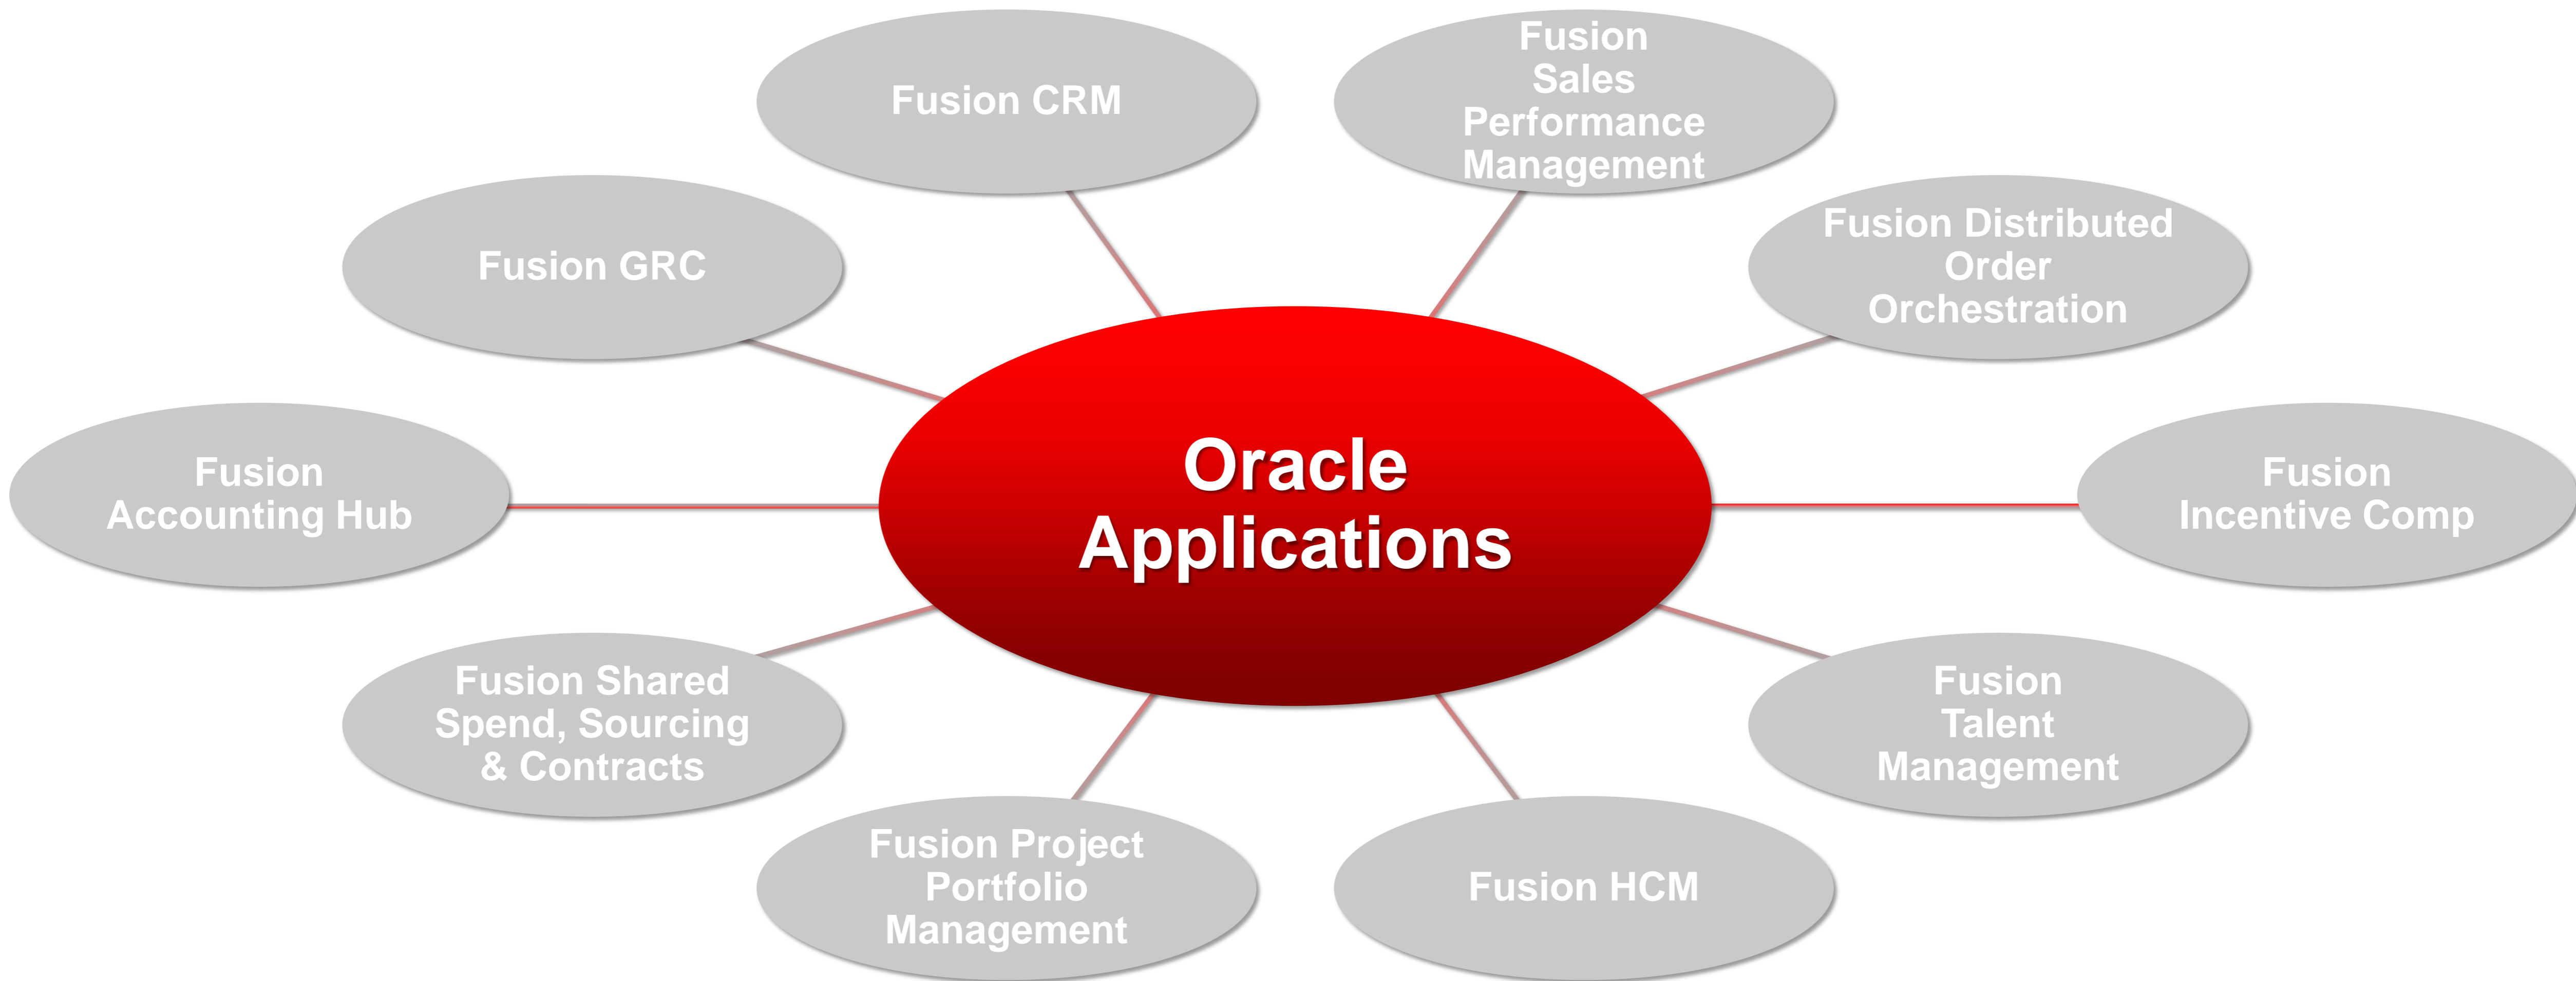 Fusion CRM
Fusion
Sales
Performance
Management
Fusion GRC
Fusion Distributed
Order
Orchestration
Fusion
Accounting Hub
Oracle
Applications
Fusion
Incentive Comp
Fusion Shared
Spend, Sourcing
& Contracts
Fusion
Talent
Management
Fusion Project
Portfolio
Management
Fusion HCM